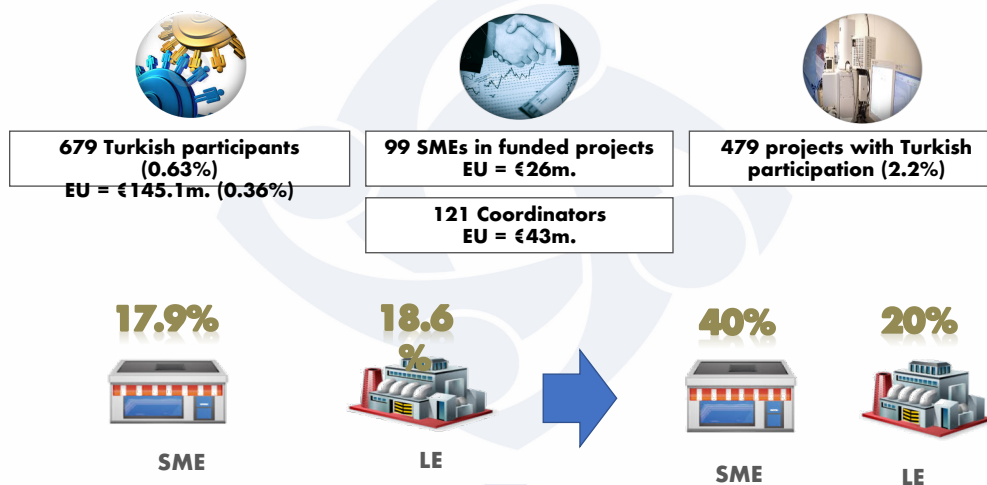 679 Turkish participants
(0.63%)
EU = €145.1m. (0.36%)
99 SMEs in funded projects
EU = €26m.
479 projects with Turkish
participation (2.2%)
121 Coordinators
EU = €43m.
17.9%
18.6
%
40%
20%
SME
LE
SME
LE